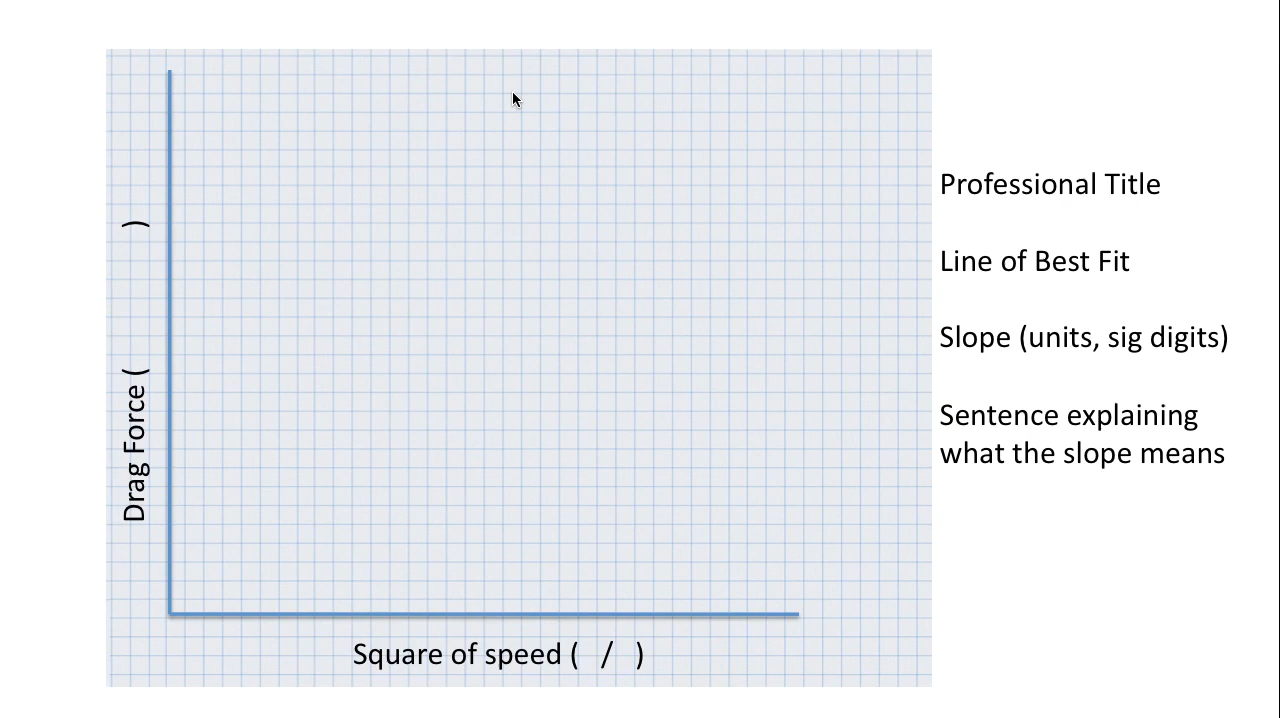 Drag Force (                )
Square of speed (   /   )
Professional Title
Line of Best Fit
Slope (units, sig digits)
Sentence explaining
what the slope means